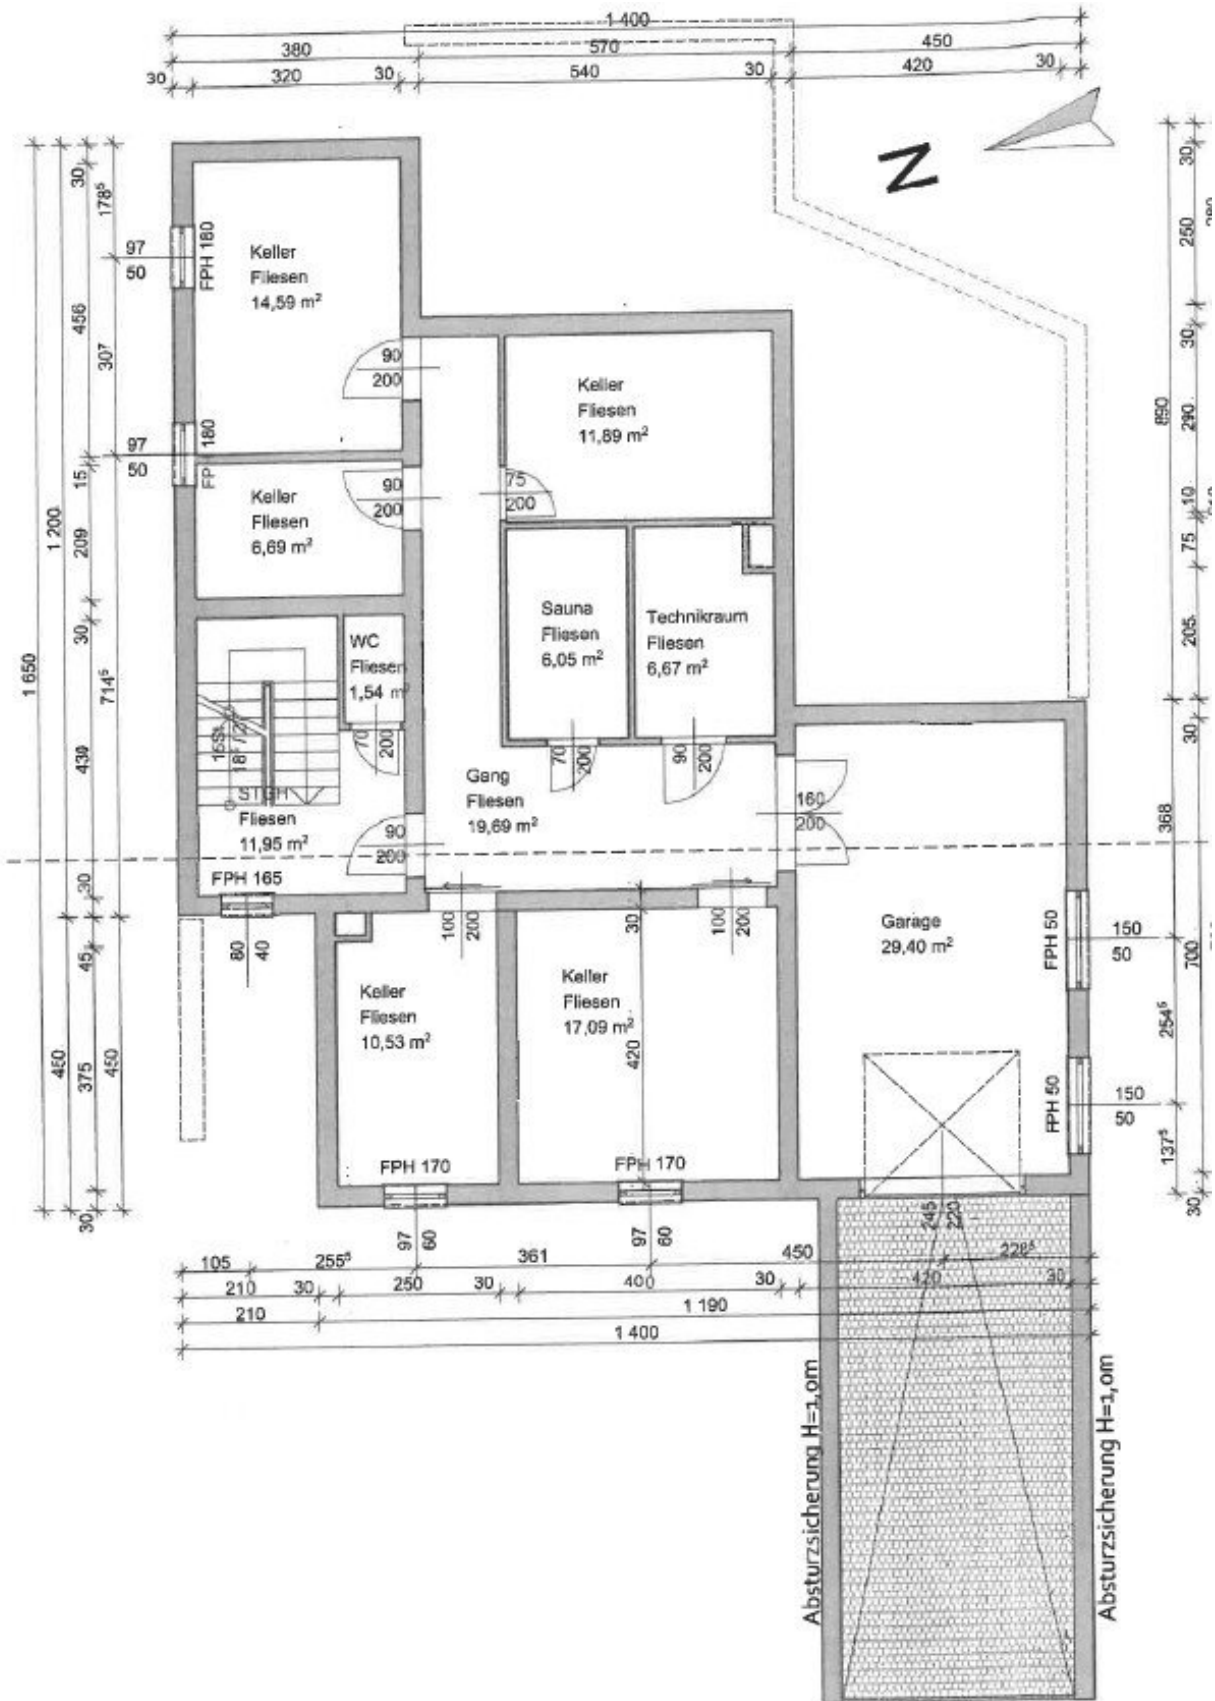 1 400
380
570
450
30
320
30
540
30
420
30
N
30
178⁵
97
50
FPH 180
Keller
Fliesen
14,59 m²
456
30⁷
90
200
Keller
Fliesen
11,89 m²
30
250
280
30
890
290
97
50
180
15
Keller
Fliesen
6,69 m²
90
200
75
200
10
75
1 200
209
30
1 650
714⁵
WC
Fliesen
1,54 m²
Sauna
Fliesen
6,05 m²
Technikraum
Fliesen
6,67 m²
205
30
430
70
200
STGH
Fliesen
11,95 m²
90
200
Gang
Fliesen
19,69 m²
70
200
90
200
160
200
368
30
FPH 165
80
40
100
200
30
100
200
Garage
29,40 m²
FPH 50
150
50
700
45
Keller
Fliesen
10,53 m²
Keller
Fliesen
17,09 m²
420
254⁵
450
375
450
FPH 50
150
50
137⁵
FPH 170
FPH 170
30
30
97
60
97
60
245
220
105
255⁵
361
450
228⁵
210
30
250
30
400
30
420
30
210
1 190
1 400
Absturzsicherung H=1,0m
Absturzsicherung H=1,0m